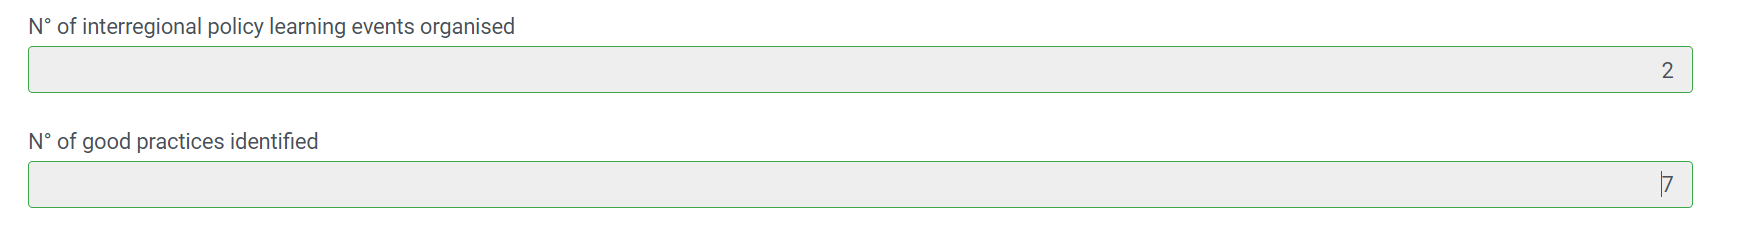 N° of interregional policy learning events organised
2
N° of good practices identified
7